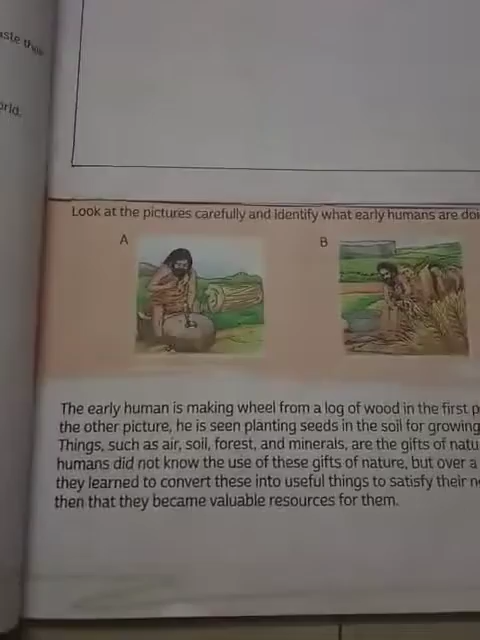 aste the
orld.
Look at the pictures carefully and identify what early humans are doi
A
B
The early human is making wheel from a log of wood in the first p
the other picture, he is seen planting seeds in the soil for growing
Things, such as air, soil, forest, and minerals, are the gifts of natu
humans did not know the use of these gifts of nature, but over a
they learned to convert these into useful things to satisfy their n
then that they became valuable resources for them.